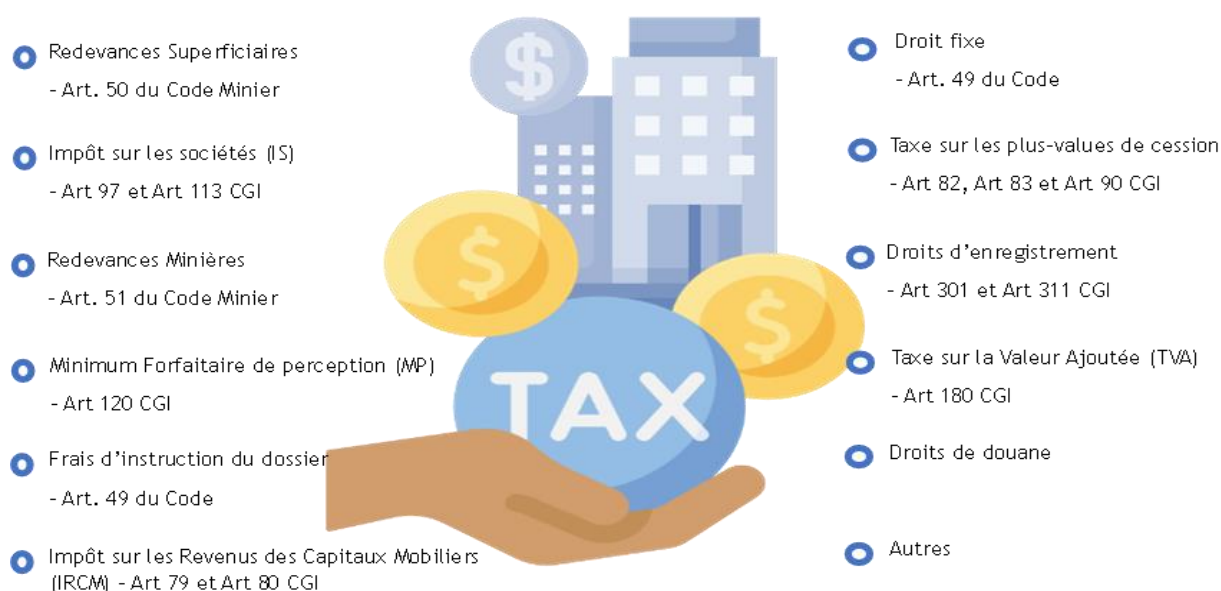 Redevances Superficiaires
- Art. 50 du Code Minier
Impôt sur les sociétés (IS)
- Art 97 et Art 113 CGI
Redevances Minières
- Art. 51 du Code Minier
Minimum Forfaitaire de perception (MP)
- Art 120 CGI
Frais d'instruction du dossier
- Art. 49 du Code
Impôt sur les Revenus des Capitaux Mobiliers
(IRCM) - Art 79 et Art 80 CGI
$
$
$
TAX
Droit fixe
- Art. 49 du Code
Taxe sur les plus-values de cession
- Art 82, Art 83 et Art 90 CGI
Droits d'enregistrement
- Art 301 et Art 311 CGI
Taxe sur la Valeur Ajoutée (TVA)
- Art 180 CGI
Droits de douane
Autres